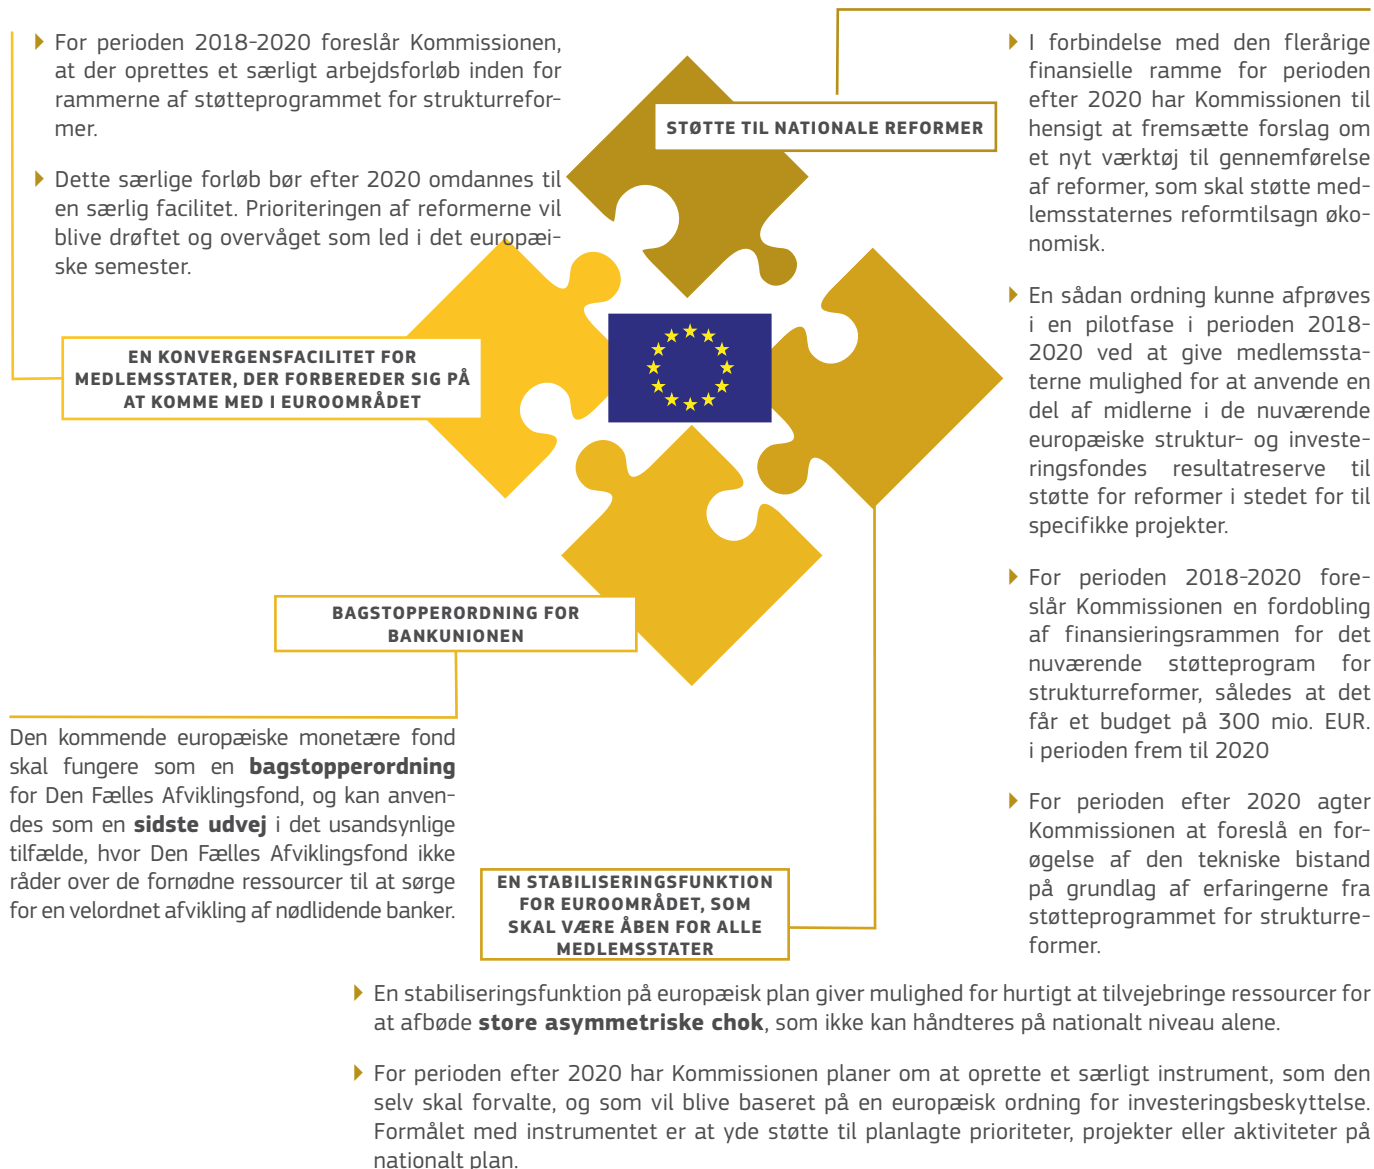 For perioden 2018-2020 foreslår Kommissionen,
at der oprettes et særligt arbejdsforløb inden for
rammerne af støtteprogrammet for strukturrefor-
mer.
Dette særlige forløb bør efter 2020 omdannes til
en særlig facilitet. Prioriteringen af reformerne vil
blive drøftet og overvåget som led i det europæi-
ske semester.
EN KONVERGENSFACILITET FOR
MEDLEMSSTATER, DER FORBEREDER SIG PÅ
AT KOMME MED I EUROOMRÅDET
STØTTE TIL NATIONALE REFORMER
I forbindelse med den flerårige
finansielle ramme for perioden
efter 2020 har Kommissionen til
hensigt at fremsætte forslag om
et nyt værktøj til gennemførelse
af reformer, som skal støtte med-
lemsstaternes reformtilsagn øko-
nomisk.
En sådan ordning kunne afprøves
i en pilotfase i perioden 2018-
2020 ved at give medlemssta-
terne mulighed for at anvende en
del af midlerne i de nuværende
europæiske struktur- og investe-
ringsfondes resultatreserve til
støtte for reformer i stedet for til
specifikke projekter.
For perioden 2018-2020 fore-
slår Kommissionen en fordobling
af finansieringsrammen for det
nuværende støtteprogram for
strukturreformer, således at det
får et budget på 300 mio. EUR.
i perioden frem til 2020
For perioden efter 2020 agter
Kommissionen at foreslå en for-
øgelse af den tekniske bistand
på grundlag af erfaringerne fra
støtteprogrammet for strukturre-
former.
BAGSTOPPERORDNING FOR
BANKUNIONEN
Den kommende europæiske monetære fond
skal fungere som en bagstopperordning
for Den Fælles Afviklingsfond, og kan anven-
des som en sidste udvej i det usandsynlige
tilfælde, hvor Den Fælles Afviklingsfond ikke
råder over de fornødne ressourcer til at sørge
for en velordnet afvikling af nødlidende banker.
EN STABILISERINGSFUNKTION
FOR EUROOMRÅDET, SOM
SKAL VÆRE ÅBEN FOR ALLE
MEDLEMSSTATER
En stabiliseringsfunktion på europæisk plan giver mulighed for hurtigt at tilvejebringe ressourcer for
at afbøde store asymmetriske chok, som ikke kan håndteres på nationalt niveau alene.
For perioden efter 2020 har Kommissionen planer om at oprette et særligt instrument, som den
selv skal forvalte, og som vil blive baseret på en europæisk ordning for investeringsbeskyttelse.
Formålet med instrumentet er at yde støtte til planlagte prioriteter, projekter eller aktiviteter på
nationalt plan.